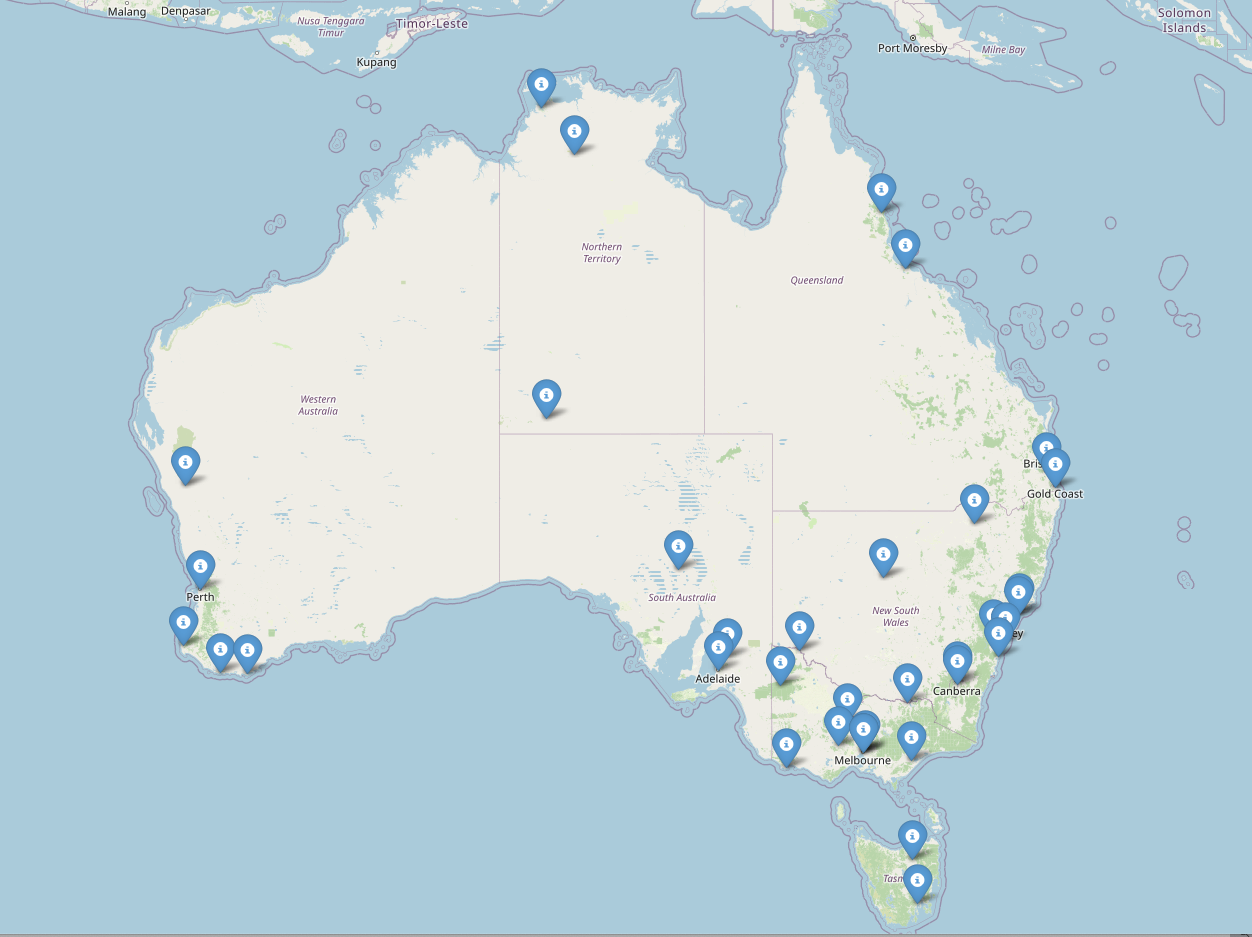 Malang
Denpasar
Nusa Tenggara
Timur
Timor-Leste
Kupang
Port Moresby
Milne Bay
Solomon
Islands
Northern
Territory
Queensland
Western
Australia
Bris
Gold Coast
Perth
South Australia
New South
Wales
ey
Adelaide
Canberra
Melbourne
Tasm